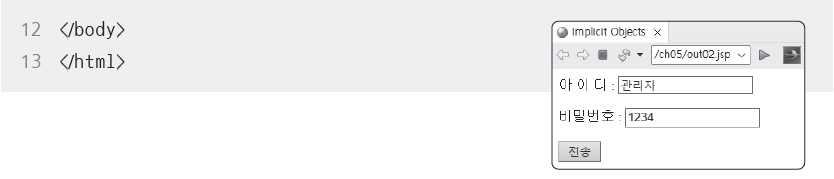 12 </body>
13 </html>
Implicit Objects
/ch05/out02.jsp
아 이 디 : 관리자
비밀번호 : 1234
전송